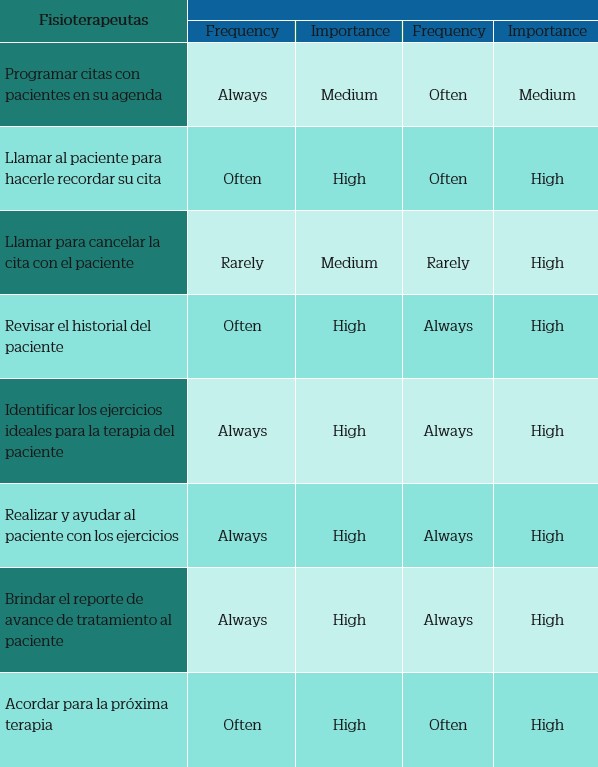 Fisioterapeutas
Frequency Importance Frequency Importance
Programar citas con
pacientes en su agenda Always Medium Often Medium
Llamar al paciente para
hacerle recordar su cita Often High Often High
Llamar para cancelar la
cita con el paciente Rarely Medium Rarely High
Revisar el historial del Often High Always High
paciente
Identificar los ejercicios
ideales para la terapia del Always High Always High
paciente
Realizar y ayudar al
paciente con los ejercicios Always High Always High
Brindar el reporte de
avance de tratamiento al Always High Always High
paciente
Acordar para la próxima
terapia Often High Often High